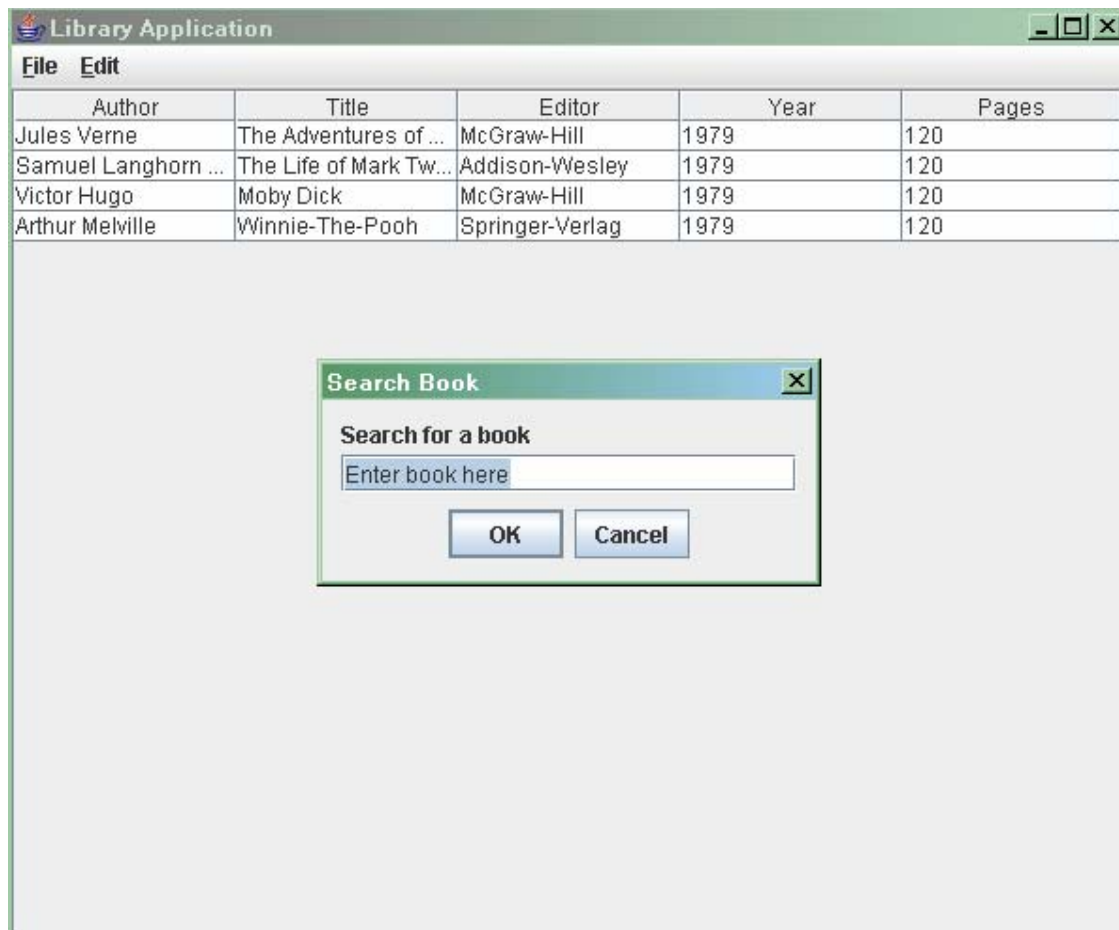 Library Application
File Edit
Author Title Editor Year Pages
Jules Verne The Adventures of ... McGraw-Hill 1979 120
Samuel Langhorn ... The Life of Mark Tw... Addison-Wesley 1979 120
Victor Hugo Moby Dick McGraw-Hill 1979 120
Arthur Melville Winnie-The-Pooh Springer-Verlag 1979 120
Search Book
Search for a book
Enter book here
OK Cancel